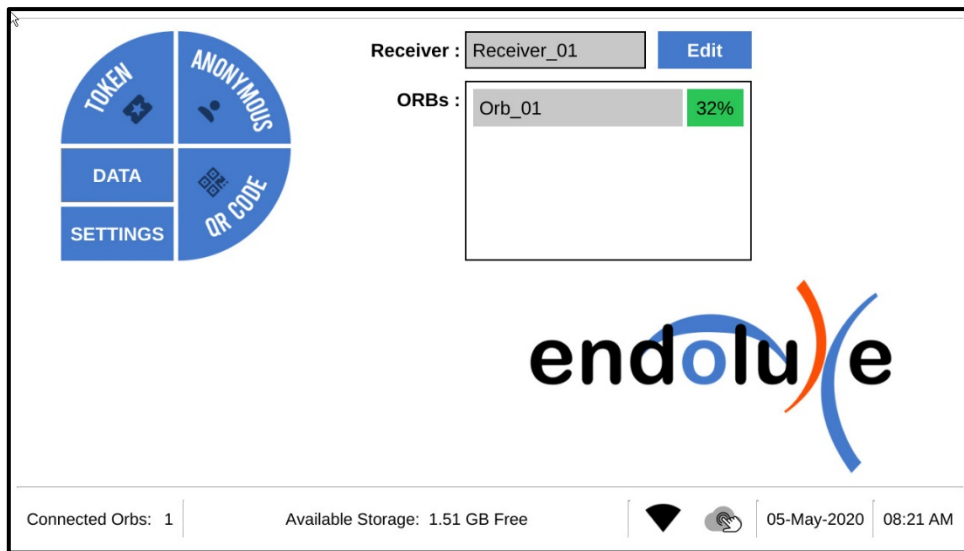 TOKEN
ANONYMOUS
DATA
SETTINGS
QR CODE
Receiver : Receiver_01 Edit
ORBs : Orb_01 32%
endoluxe
Connected Orbs: 1 Available Storage: 1.51 GB Free 05-May-2020 08:21 AM